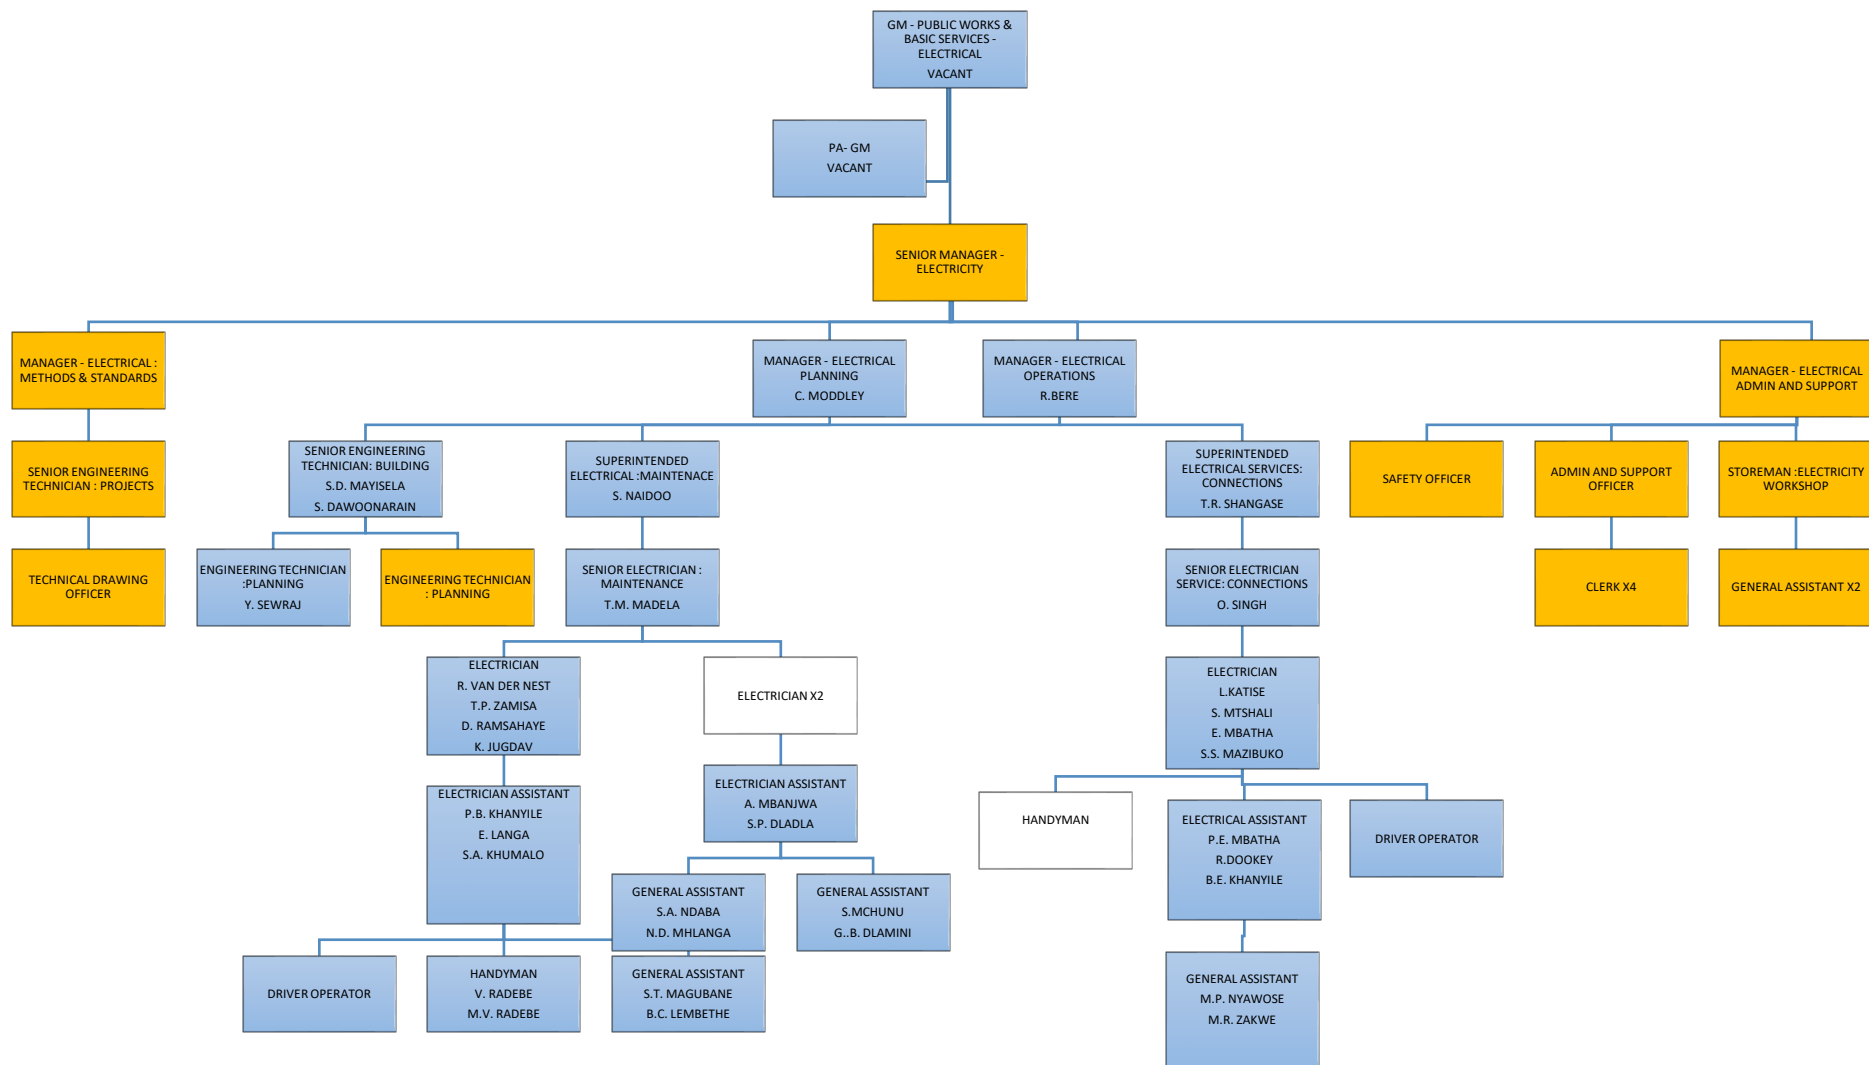 GM - PUBLIC WORKS &
BASIC SERVICES -
ELECTRICAL
VACANT
PA- GM
VACANT
SENIOR MANAGER -
ELECTRICITY
MANAGER - ELECTRICAL :
METHODS & STANDARDS
MANAGER - ELECTRICAL
PLANNING
C. MODDLEY
MANAGER - ELECTRICAL
OPERATIONS
R.BERE
MANAGER - ELECTRICAL
ADMIN AND SUPPORT
SENIOR ENGINEERING
TECHNICIAN : PROJECTS
SENIOR ENGINEERING
TECHNICIAN: BUILDING
S.D. MAYISELA
S. DAWOONARAIN
SUPERINTENDED
ELECTRICAL :MAINTENACE
S. NAIDOO
SUPERINTENDED
ELECTRICAL SERVICES:
CONNECTIONS
T.R. SHANGASE
SAFETY OFFICER
ADMIN AND SUPPORT
OFFICER
STOREMAN :ELECTRICITY
WORKSHOP
TECHNICAL DRAWING
OFFICER
ENGINEERING TECHNICIAN
:PLANNING
Y. SEWRAJ
ENGINEERING TECHNICIAN
: PLANNING
SENIOR ELECTRICIAN :
MAINTENANCE
T.M. MADELA
SENIOR ELECTRICIAN
SERVICE: CONNECTIONS
O. SINGH
CLERK X4
GENERAL ASSISTANT X2
ELECTRICIAN
R. VAN DER NEST
T.P. ZAMISA
D. RAMSAHAYE
K. JUGDAV
ELECTRICIAN X2
ELECTRICIAN
L.KATISE
S. MTSHALI
E. MBATHA
S.S. MAZIBUKO
ELECTRICIAN ASSISTANT
P.B. KHANYILE
E. LANGA
S.A. KHUMALO
ELECTRICIAN ASSISTANT
A. MBANJWA
S.P. DLADLA
HANDYMAN
ELECTRICAL ASSISTANT
P.E. MBATHA
R.DOOKEY
B.E. KHANYILE
DRIVER OPERATOR
GENERAL ASSISTANT
S.A. NDABA
N.D. MHLANGA
GENERAL ASSISTANT
S.MCHUNU
G..B. DLAMINI
DRIVER OPERATOR
HANDYMAN
V. RADEBE
M.V. RADEBE
GENERAL ASSISTANT
S.T. MAGUBANE
B.C. LEMBETHE
GENERAL ASSISTANT
M.P. NYAWOSE
M.R. ZAKWE